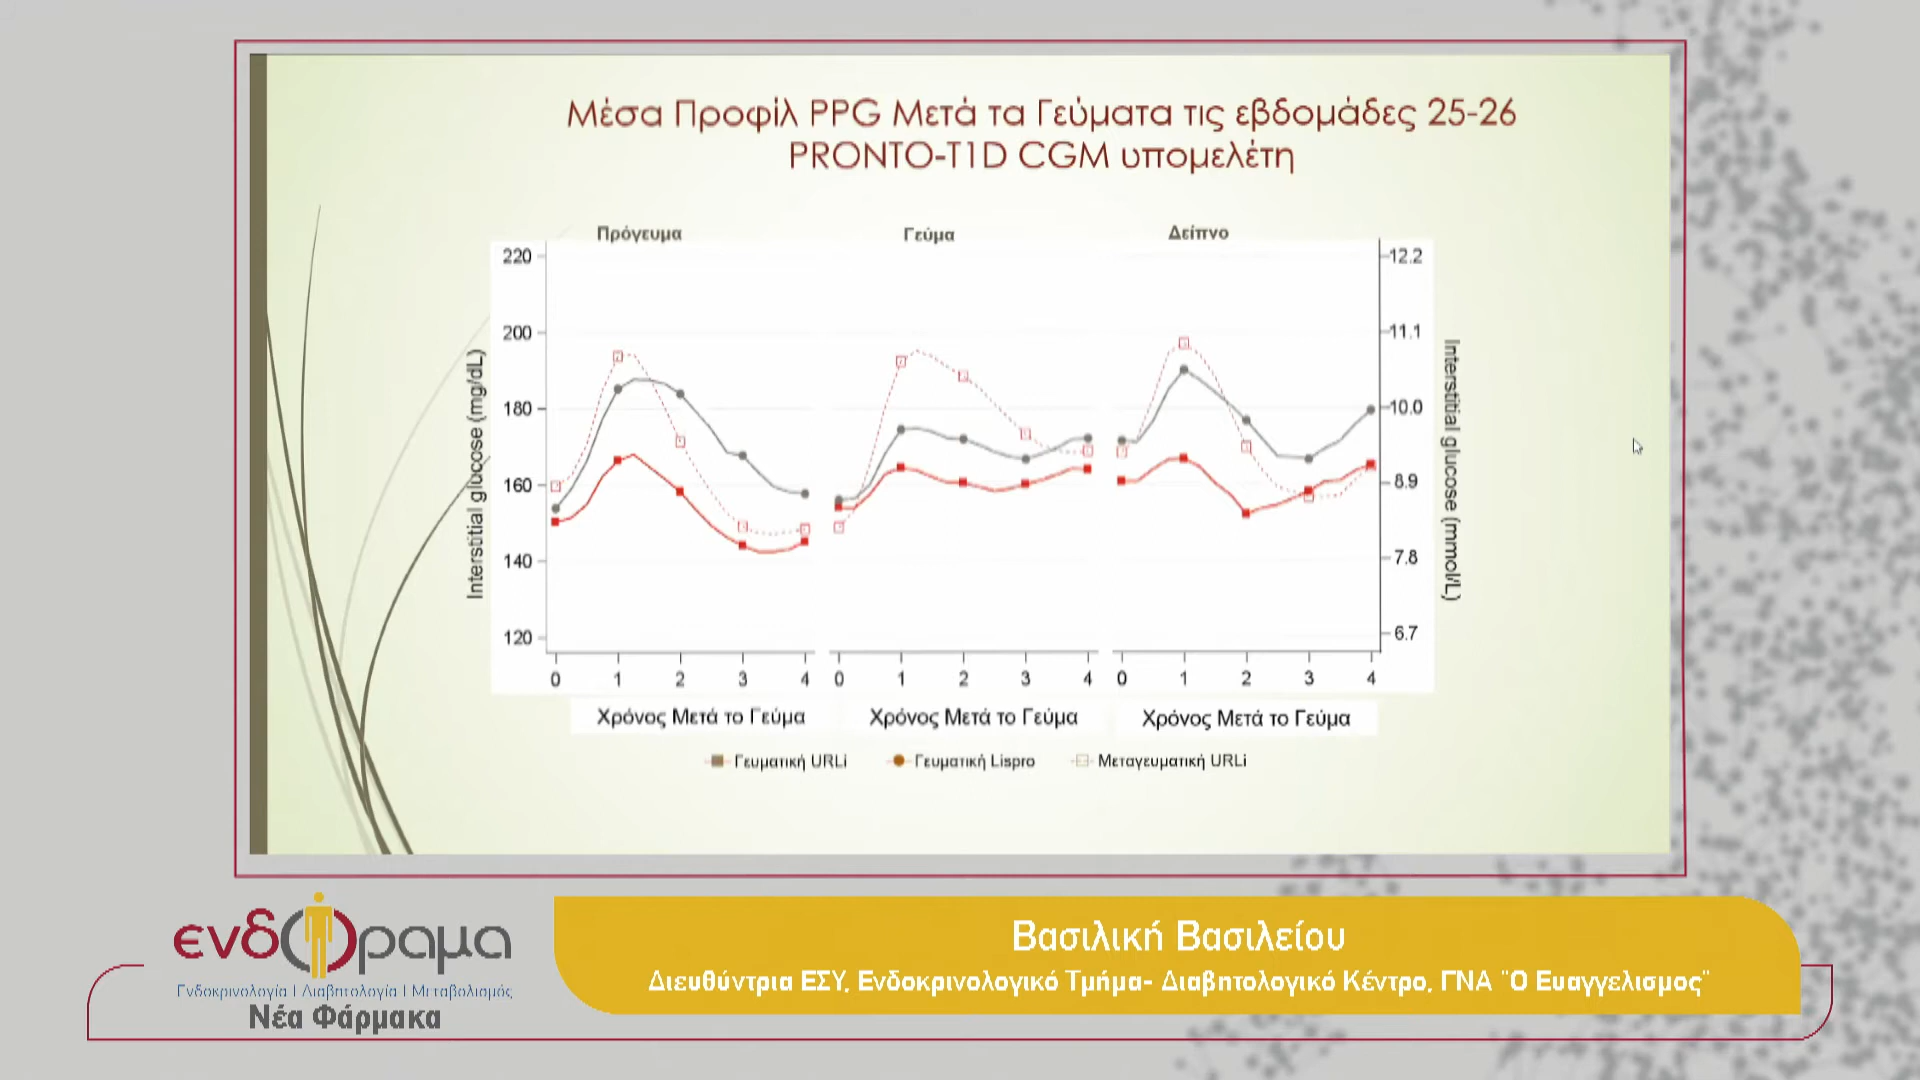 Μέσα Προφίλ PPG Μετά τα Γεύματα τις εβδομάδες 25-26
PRONTO-T1D CGM υπομελέτη
Πρόγευμα
Γεύμα
Δείπνο
220
200
180
160
140
120
Interstitial glucose (mg/dL)
12.2
11.1
10.0
8.9
7.8
6.7
Interstitial glucose (mmol/L)
0 1 2 3 4
0 1 2 3 4
0 1 2 3 4
Χρόνος Μετά το Γεύμα
Χρόνος Μετά το Γεύμα
Χρόνος Μετά το Γεύμα
Γευματική URLi
Γευματική Lispro
Μεταγευματική URLi
ενδόραμα
Ενδοκρινολογία | Διαβητολογία | Μεταβολισμός
Νέα Φάρμακα
Βασιλική Βασιλείου
Διευθύντρια ΕΣΥ, Ενδοκρινολογικό Τμήμα- Διαβητολογικό Κέντρο, ΓΝΑ "Ο Ευαγγελισμος"